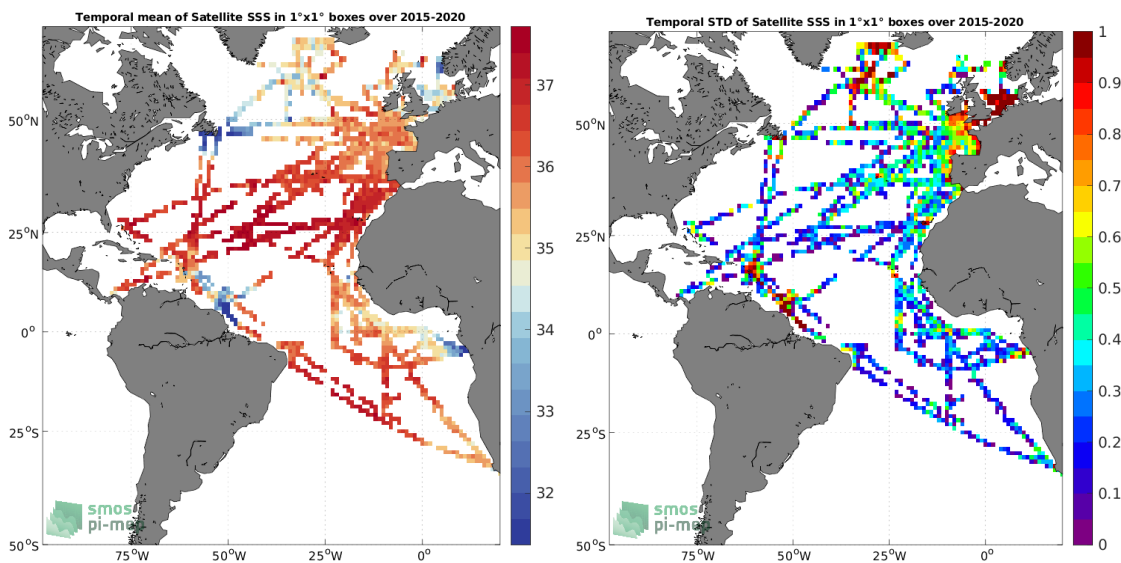 Temporal mean of Satellite SSS in 1°x1° boxes over 2015-2020
50°N
25°N
0°
25°S
50°S
75°W
50°W
25°W
0°
37
36
35
34
33
32
smos
pi-mep
Temporal STD of Satellite SSS in 1°x1° boxes over 2015-2020
50°N
25°N
0°
25°S
50°S
75°W
50°W
25°W
0°
1
0.9
0.8
0.7
0.6
0.5
0.4
0.3
0.2
0.1
0
smos
pi-mep